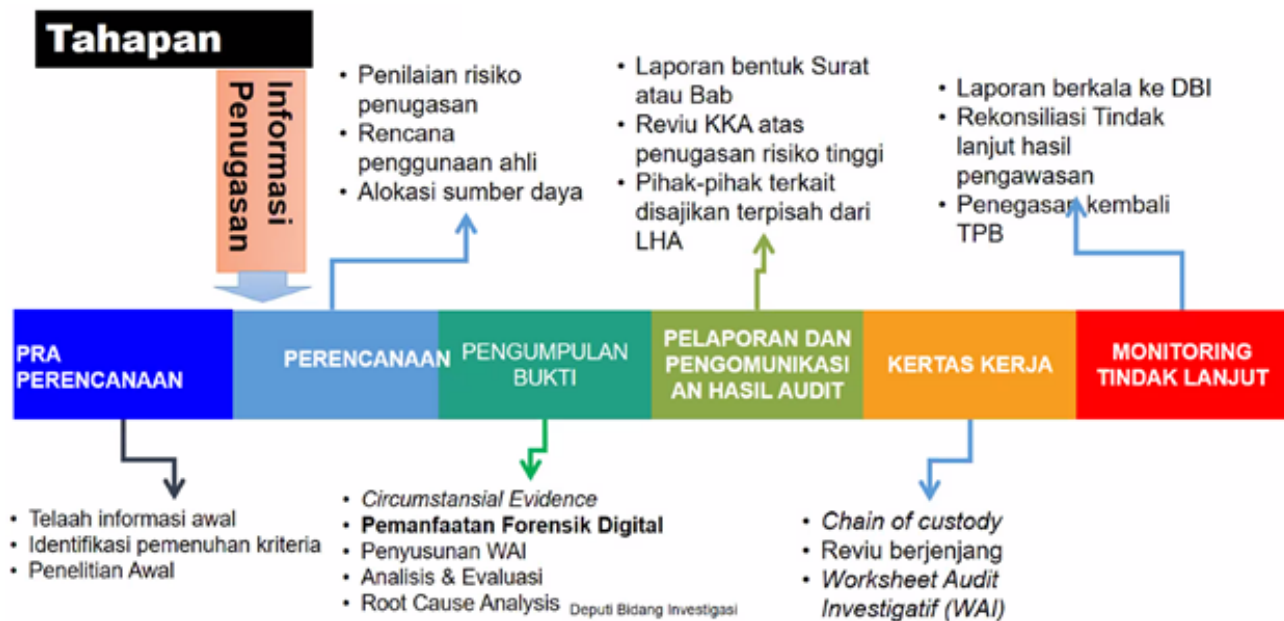 Tahapan
Informasi
Penugasan
• Penilaian risiko
penugasan
• Rencana
penggunaan ahli
• Alokasi sumber daya
• Laporan bentuk Surat
atau Bab
• Reviu KKA atas
penugasan risiko tinggi
• Pihak-pihak terkait
disajikan terpisah dari
LHA
• Laporan berkala ke DBI
• Rekonsiliasi Tindak
lanjut hasil
pengawasan
• Penegasan kembali
TPB
PRA
PERENCANAAN
PERENCANAAN
PENGUMPULAN
BUKTI
PELAPORAN DAN
PENGOMUNIKASI
AN HASIL AUDIT
KERTAS KERJA
MONITORING
TINDAK LANJUT
• Telaah informasi awal
• Identifikasi pemenuhan kriteria
• Penelitian Awal
• Circumstansial Evidence
• Pemanfaatan Forensik Digital
• Penyusunan WAI
• Analisis & Evaluasi
• Root Cause Analysis
Deputi Bidang Investigasi
• Chain of custody
• Reviu berjenjang
• Worksheet Audit
Investigatif (WAI)